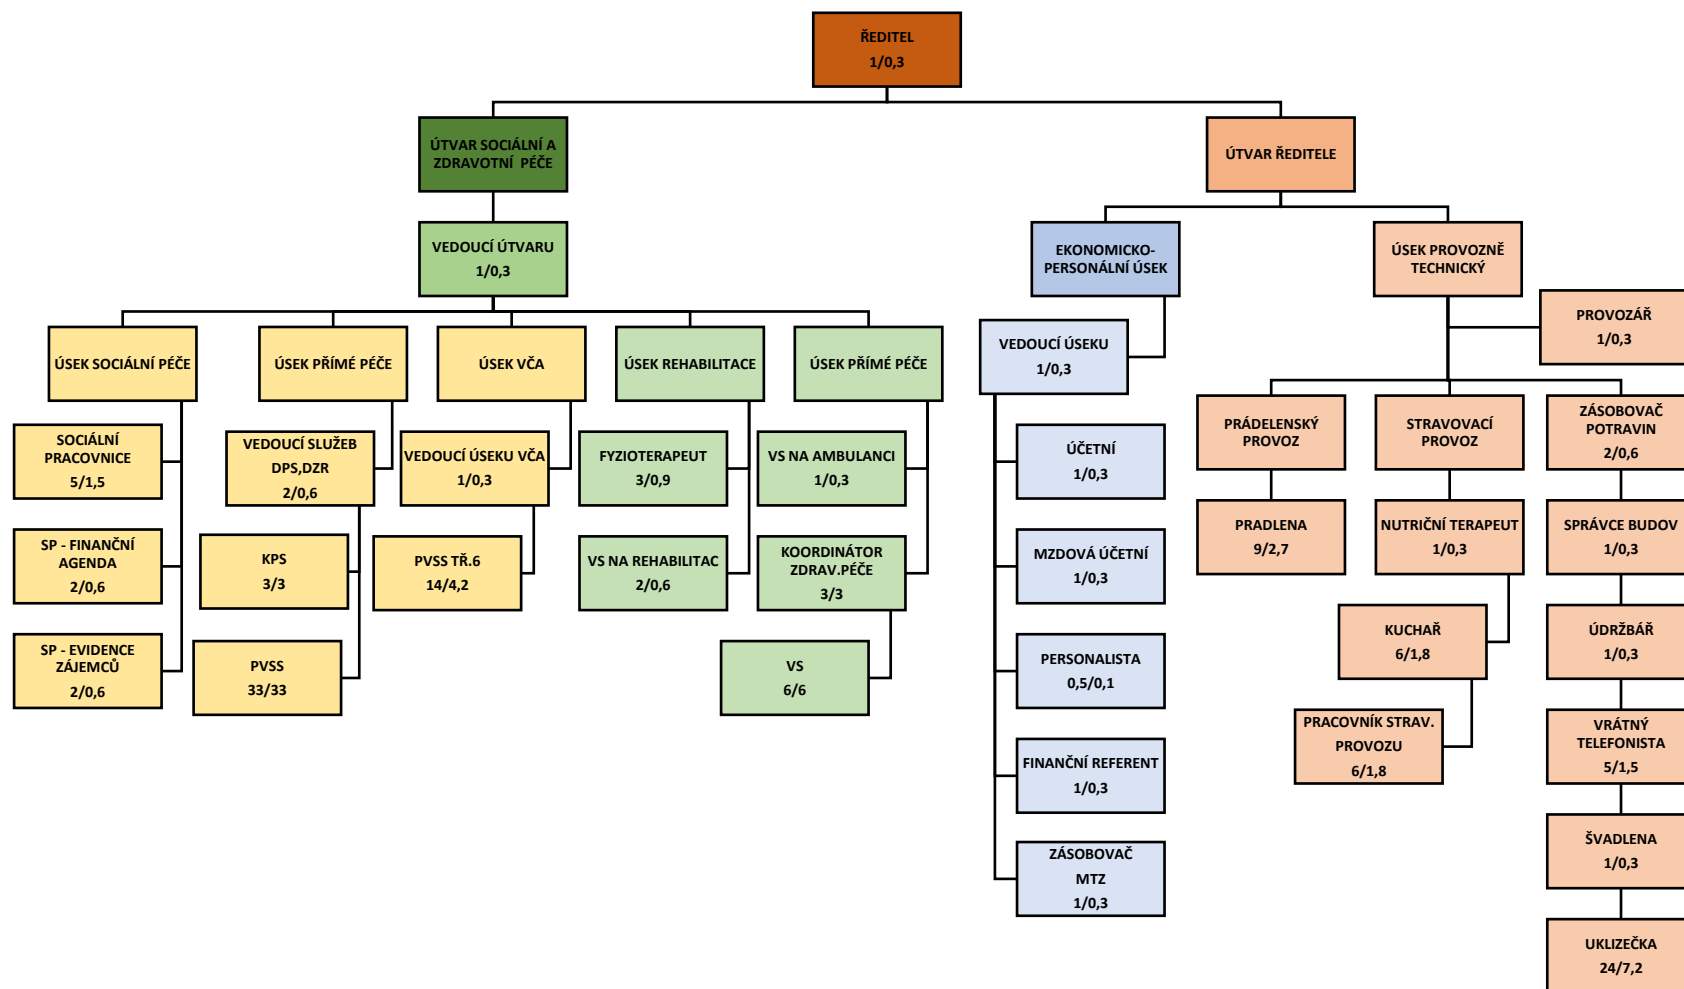 ŘEDITEL
1/0,3
ÚTVAR SOCIÁLNÍ A
ZDRAVOTNÍ PÉČE
ÚTVAR ŘEDITELE
VEDOUCÍ ÚTVARU
1/0,3
EKONOMICKO-
PERSONÁLNÍ ÚSEK
ÚSEK PROVOZNĚ
TECHNICKÝ
PROVOZÁŘ
1/0,3
ÚSEK SOCIÁLNÍ PÉČE
ÚSEK PŘÍMÉ PÉČE
ÚSEK VČA
ÚSEK REHABILITACE
ÚSEK PŘÍMÉ PÉČE
VEDOUCÍ ÚSEKU
1/0,3
SOCIÁLNÍ
PRACOVNICE
5/1,5
SP - FINANČNÍ
AGENDA
2/0,6
SP - EVIDENCE
ZÁJEMCŮ
2/0,6
VEDOUCÍ SLUŽEB
DPS,DZR
2/0,6
KPS
3/3
PVSS
33/33
VEDOUCÍ ÚSEKU VČA
1/0,3
PVSS TŘ.6
14/4,2
FYZIOTERAPEUT
3/0,9
VS NA REHABILITAC
2/0,6
VS NA AMBULANCI
1/0,3
KOORDINÁTOR
ZDRAV.PÉČE
3/3
VS
6/6
ÚČETNÍ
1/0,3
MZDOVÁ ÚČETNÍ
1/0,3
PERSONALISTA
0,5/0,1
FINANČNÍ REFERENT
1/0,3
ZÁSOBOVAČ
MTZ
1/0,3
PRÁDELENSKÝ
PROVOZ
PRADLENA
9/2,7
STRAVOVACÍ
PROVOZ
NUTRIČNÍ TERAPEUT
1/0,3
KUCHAŘ
6/1,8
PRACOVNÍK STRAV.
PROVOZU
6/1,8
ZÁSOBOVAČ
POTRAVIN
2/0,6
SPRÁVCE BUDOV
1/0,3
ÚDRŽBÁŘ
1/0,3
VRÁTNÝ
TELEFONISTA
5/1,5
ŠVADLENA
1/0,3
UKLIZEČKA
24/7,2